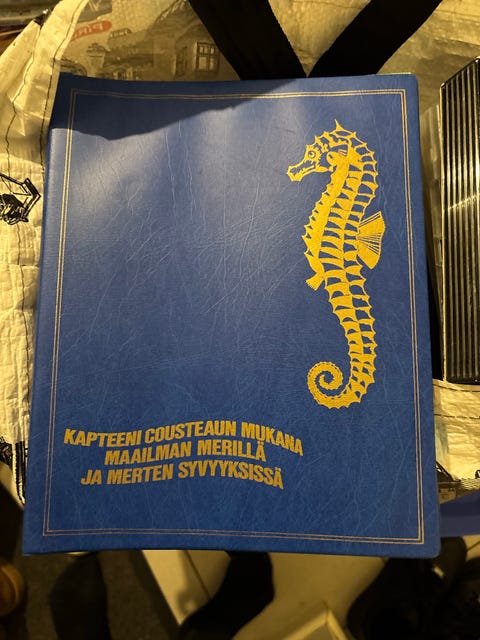 KAPTEENI COUSTEAUN MUKANA
MAAILMAN MERILLÄ
JA MERTEN SYVYYKSISSÄ